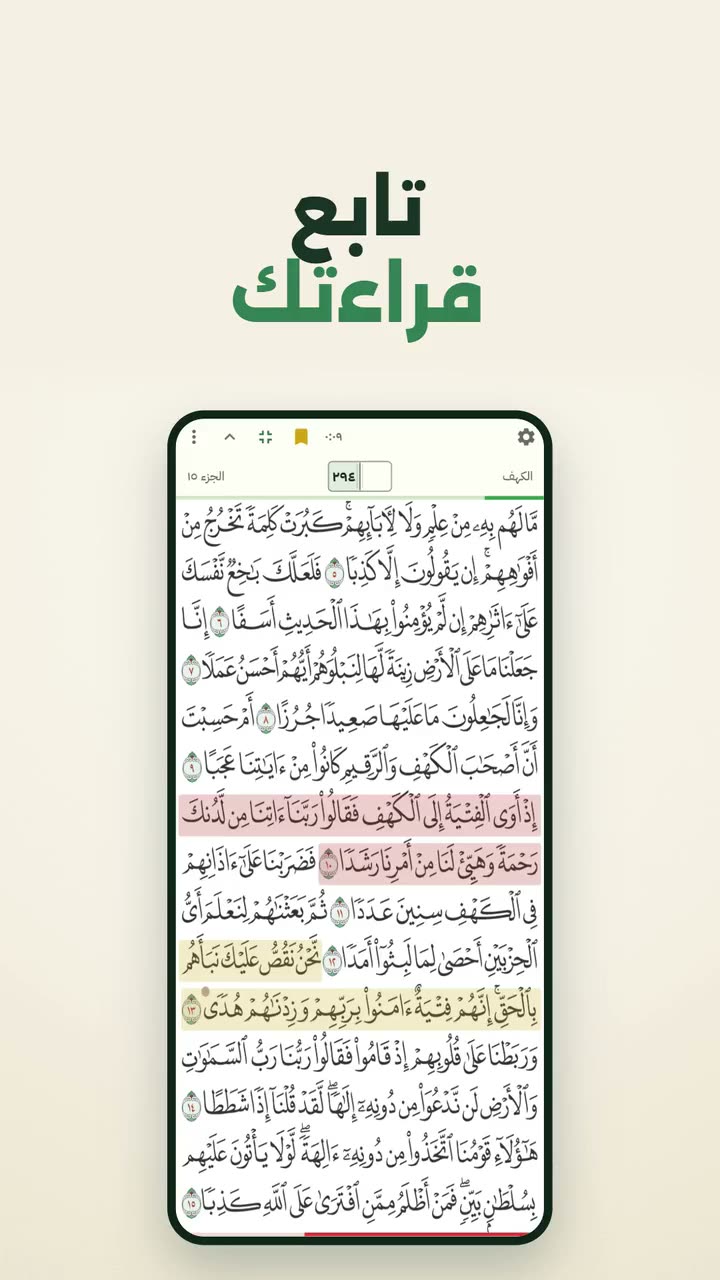 تابع
قراءتك
٠:٠٩
الكهف
٢٩٤
الجزء ١٥
مَّا لَهُم بِهِۦ مِنْ عِلْمٍ وَلَا لِأٓبَآئِهِمْۚ كَبُرَتْ كَلِمَةً تَخْرُجُ مِنْ
أَفْوَٰهِهِمْۚ إِن يَقُولُونَ إِلَّا كَذِبًا ٥ فَلَعَلَّكَ بَٰخِعٌ نَّفْسَكَ
عَلَىٰٓ ءَاثَٰرِهِمْ إِن لَّمْ يُؤْمِنُوا۟ بِهَٰذَا ٱلْحَدِيثِ أَسَفًا ٦ إِنَّا
جَعَلْنَا مَا عَلَى ٱلْأَرْضِ زِينَةً لَّهَا لِنَبْلُوَهُمْ أَيُّهُمْ أَحْسَنُ عَمَلًا ٧
وَإِنَّا لَجَٰعِلُونَ مَا عَلَيْهَا صَعِيدًا جُرُزًا ٨ أَمْ حَسِبْتَ
أَنَّ أَصْحَٰبَ ٱلْكَهْفِ وَٱلرَّقِيمِ كَانُوا۟ مِنْ ءَايَٰتِنَا عَجَبًا ٩
إِذْ أَوَى ٱلْفِتْيَةُ إِلَى ٱلْكَهْفِ فَقَالُوا۟ رَبَّنَآ ءَاتِنَا مِن لَّدُنكَ
رَحْمَةً وَهَيِّئْ لَنَا مِنْ أَمْرِنَا رَشَدًا ١٠ فَضَرَبْنَا عَلَىٰٓ ءَاذَانِهِمْ
فِى ٱلْكَهْفِ سِنِينَ عَدَدًا ١١ ثُمَّ بَعَثْنَٰهُمْ لِنَعْلَمَ أَىُّ
ٱلْحِزْبَيْنِ أَحْصَىٰ لِمَا لَبِثُوٓا۟ أَمَدًا ١٢ نَّحْنُ نَقُصُّ عَلَيْكَ نَبَأَهُم
بِٱلْحَقِّۚ إِنَّهُمْ فِتْيَةٌ ءَامَنُوا۟ بِرَبِّهِمْ وَزِدْنَٰهُمْ هُدًى ١٣
وَرَبَطْنَا عَلَىٰ قُلُوبِهِمْ إِذْ قَامُوا۟ فَقَالُوا۟ رَبُّنَا رَبُّ ٱلسَّمَٰوَٰتِ
وَٱلْأَرْضِ لَن نَّدْعُوَا۟ مِن دُونِهِۦٓ إِلَٰهًاۖ لَّقَدْ قُلْنَآ إِذًا شَطَطًا ١٤
هَٰٓؤُلَآءِ قَوْمُنَا ٱتَّخَذُوا۟ مِن دُونِهِۦٓ ءَالِهَةًۖ لَّوْلَا يَأْتُونَ عَلَيْهِم
بِسُلْطَٰنٍۭ بَيِّنٍۖ فَمَنْ أَظْلَمُ مِمَّنِ ٱفْتَرَىٰ عَلَى ٱللَّهِ كَذِبًا ١٥